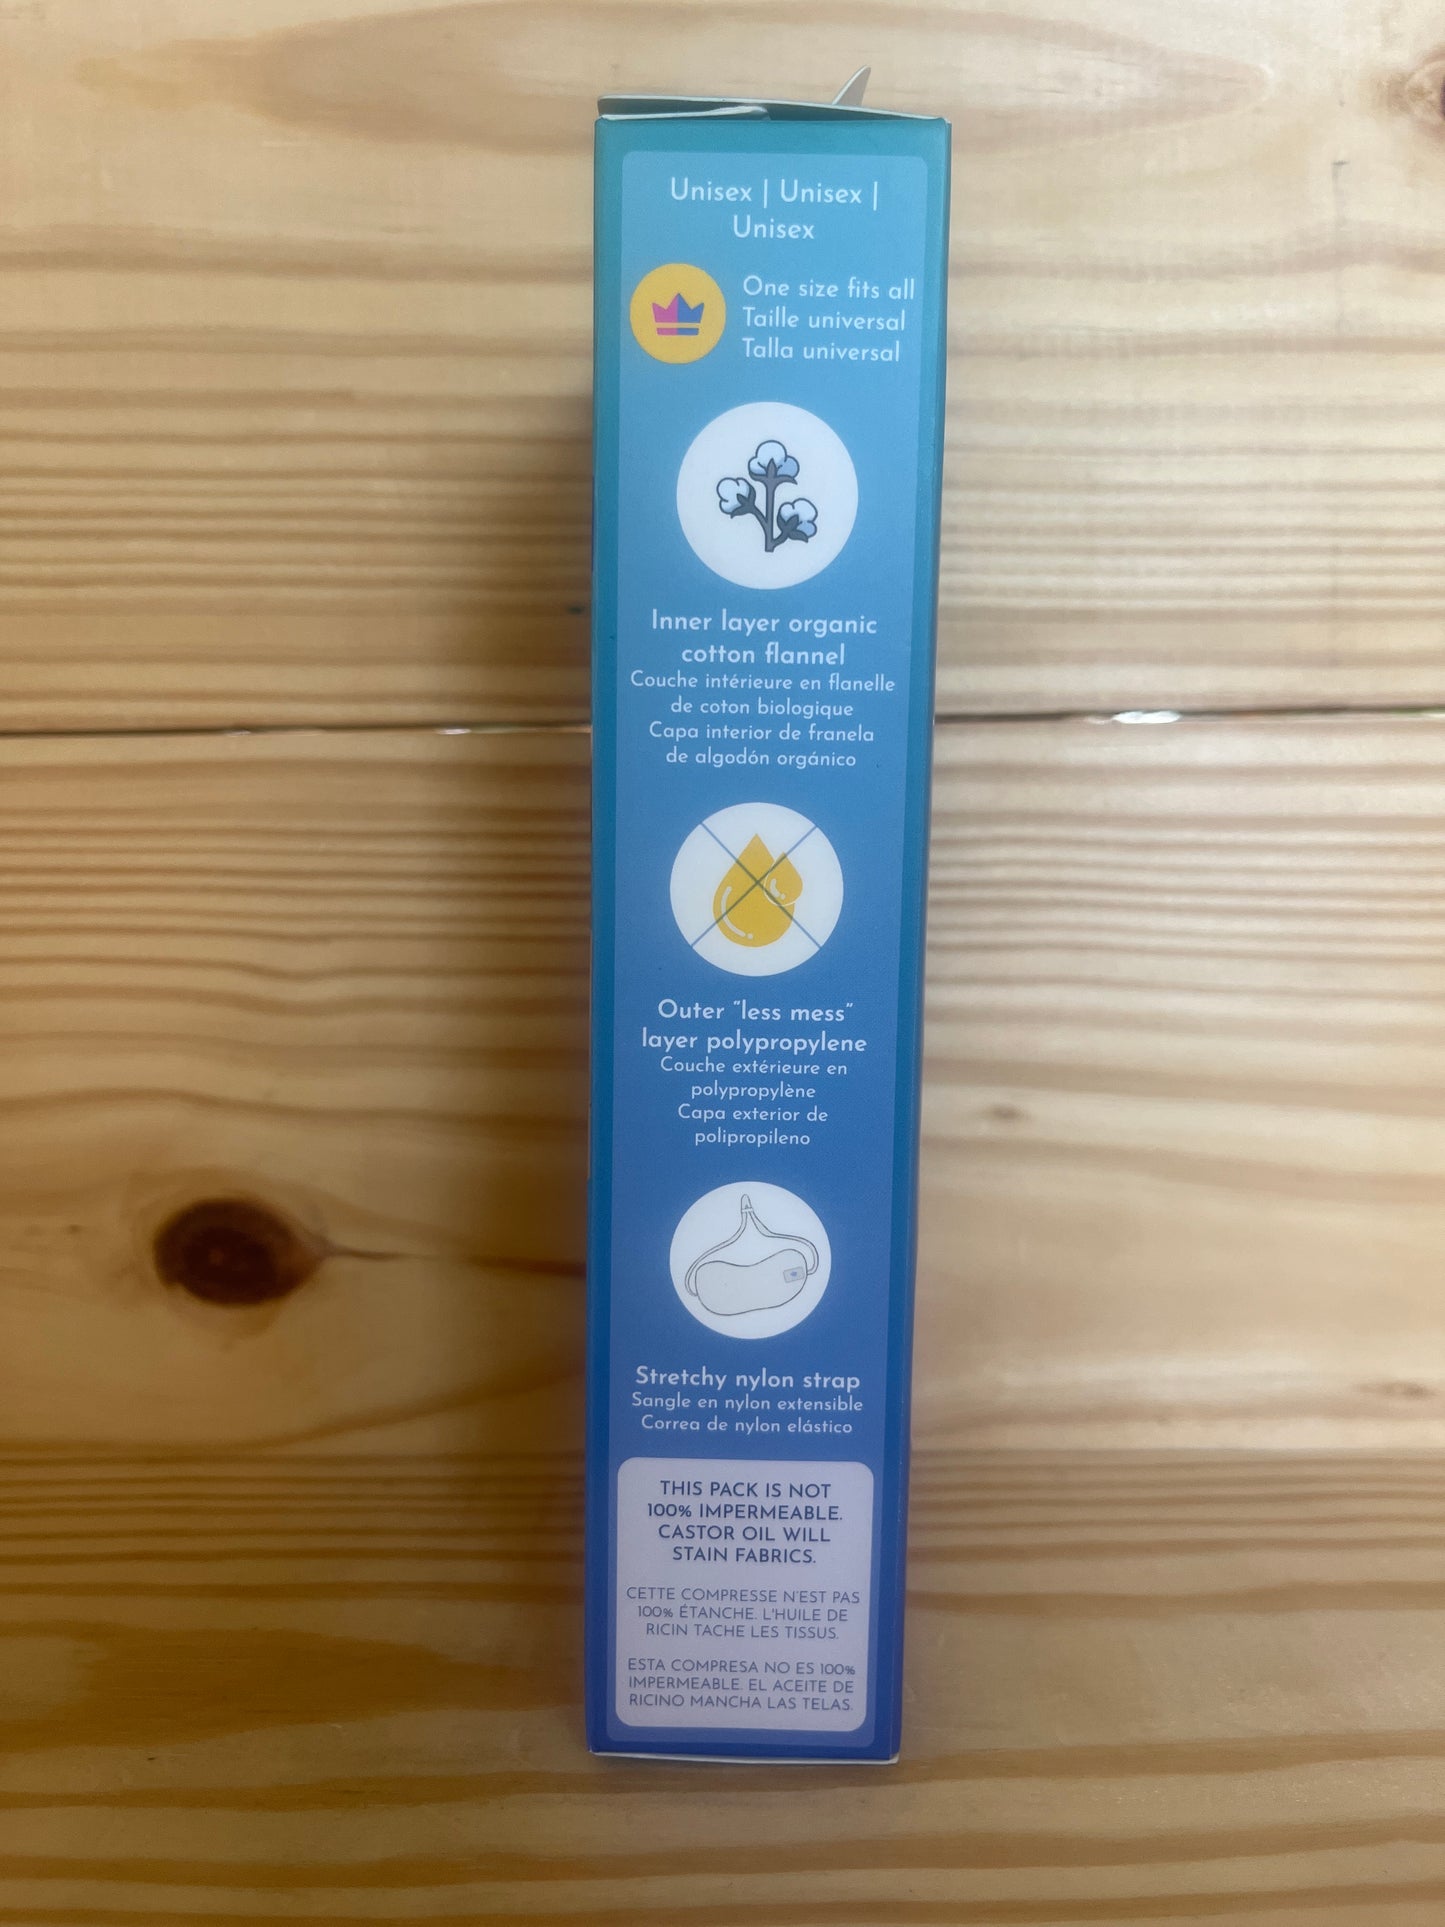 Unisex | Unisex |
Unisex
One size fits all
Taille universal
Talla universal
Inner layer organic
cotton flannel
Couche intérieure en flanelle
de coton biologique
Capa interior de franela
de algodón orgánico
Outer "less mess"
layer polypropylene
Couche extérieure en
polypropylène
Capa exterior de
polipropileno
Stretchy nylon strap
Sangle en nylon extensible
Correa de nylon elástico
THIS PACK IS NOT
100% IMPERMEABLE.
CASTOR OIL WILL
STAIN FABRICS.
CETTE COMPRESSE N'EST PAS
100% ÉTANCHE. L'HUILE DE
RICIN TACHE LES TISSUS.
ESTA COMPRESA NO ES 100%
IMPERMEABLE. EL ACEITE DE
RICINO MANCHA LAS TELAS.